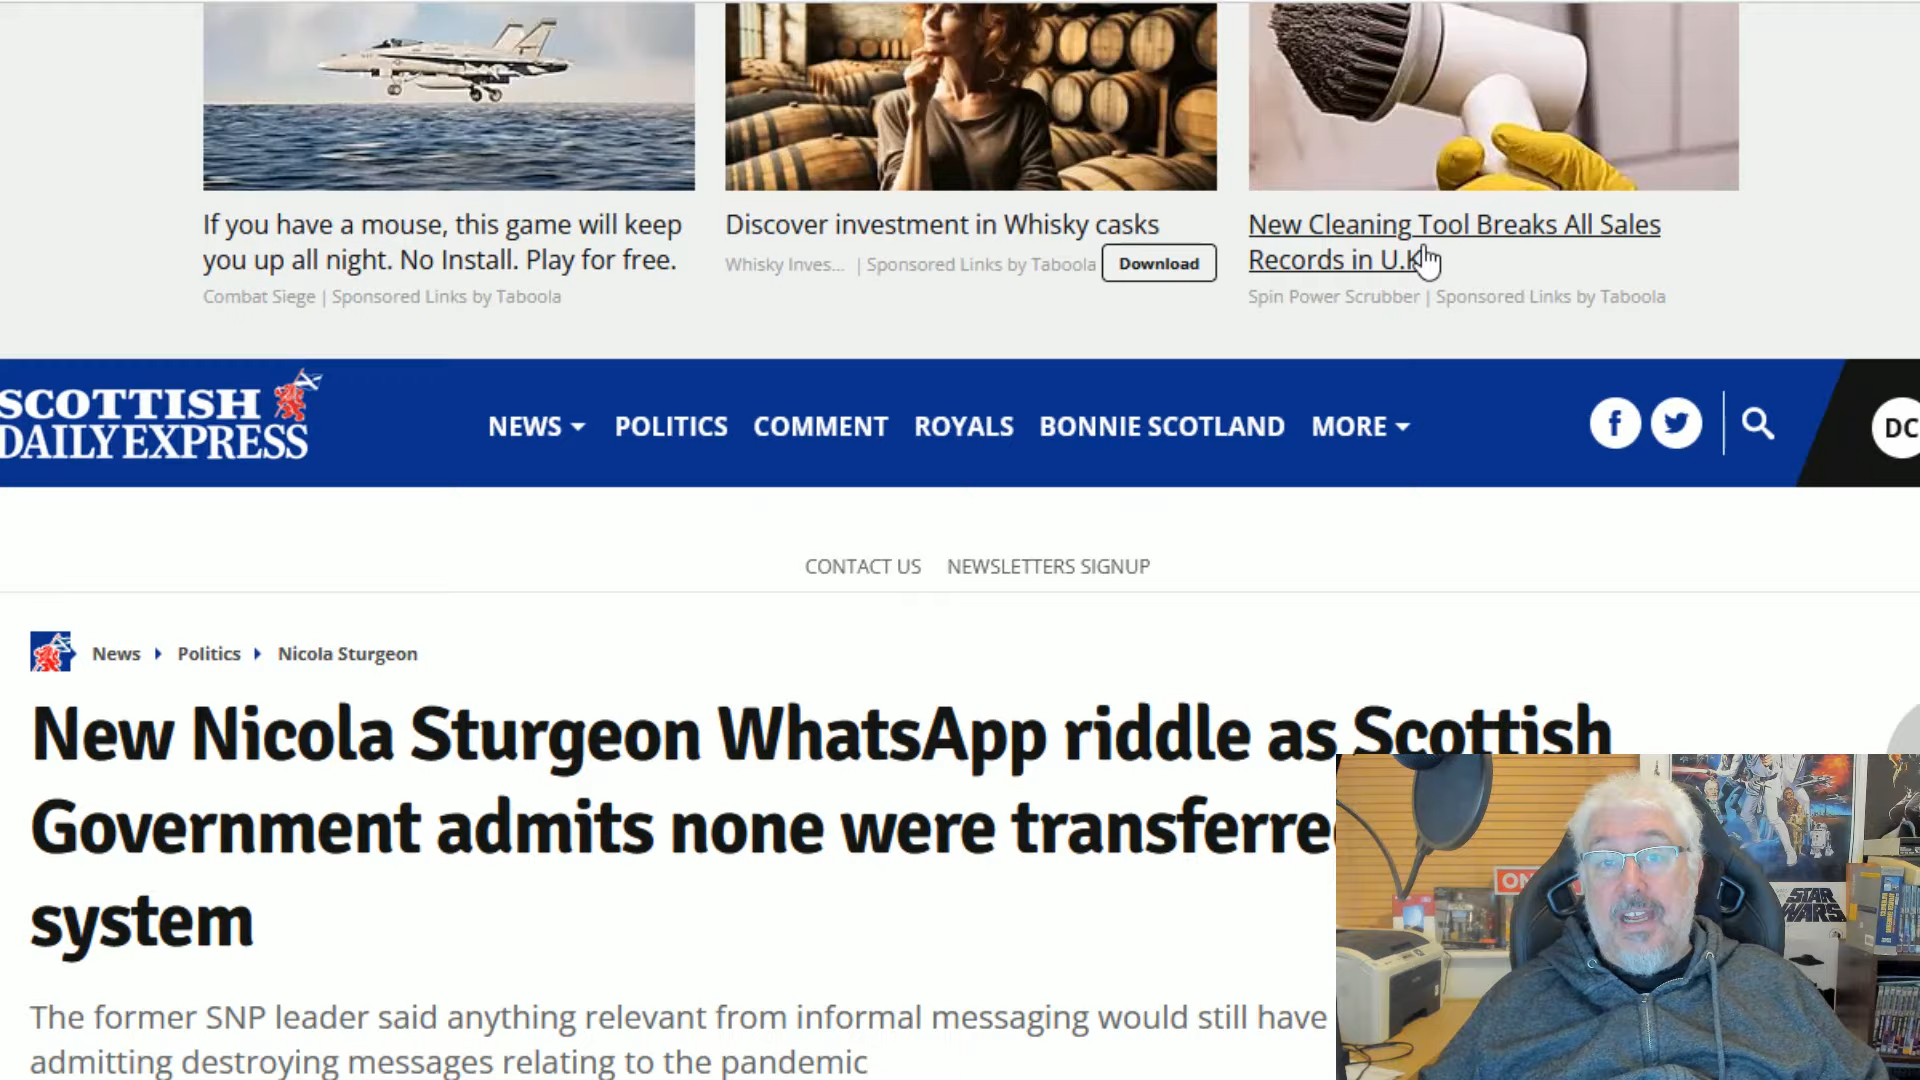 If you have a mouse, this game will keep
you up all night. No Install. Play for free.
Combat Siege | Sponsored Links by Taboola
Discover investment in Whisky casks
Whisky Inves... | Sponsored Links by Taboola
Download
New Cleaning Tool Breaks All Sales
Records in U.K
Spin Power Scrubber | Sponsored Links by Taboola
SCOTTISH
DAILY EXPRESS
NEWS
POLITICS
COMMENT
ROYALS
BONNIE SCOTLAND
MORE
DC
CONTACT US
NEWSLETTERS SIGNUP
News
Politics
Nicola Sturgeon
New Nicola Sturgeon WhatsApp riddle as Scottish
Government admits none were transferre
system
The former SNP leader said anything relevant from informal messaging would still have
admitting destroying messages relating to the pandemic
ON
STAR
WARS